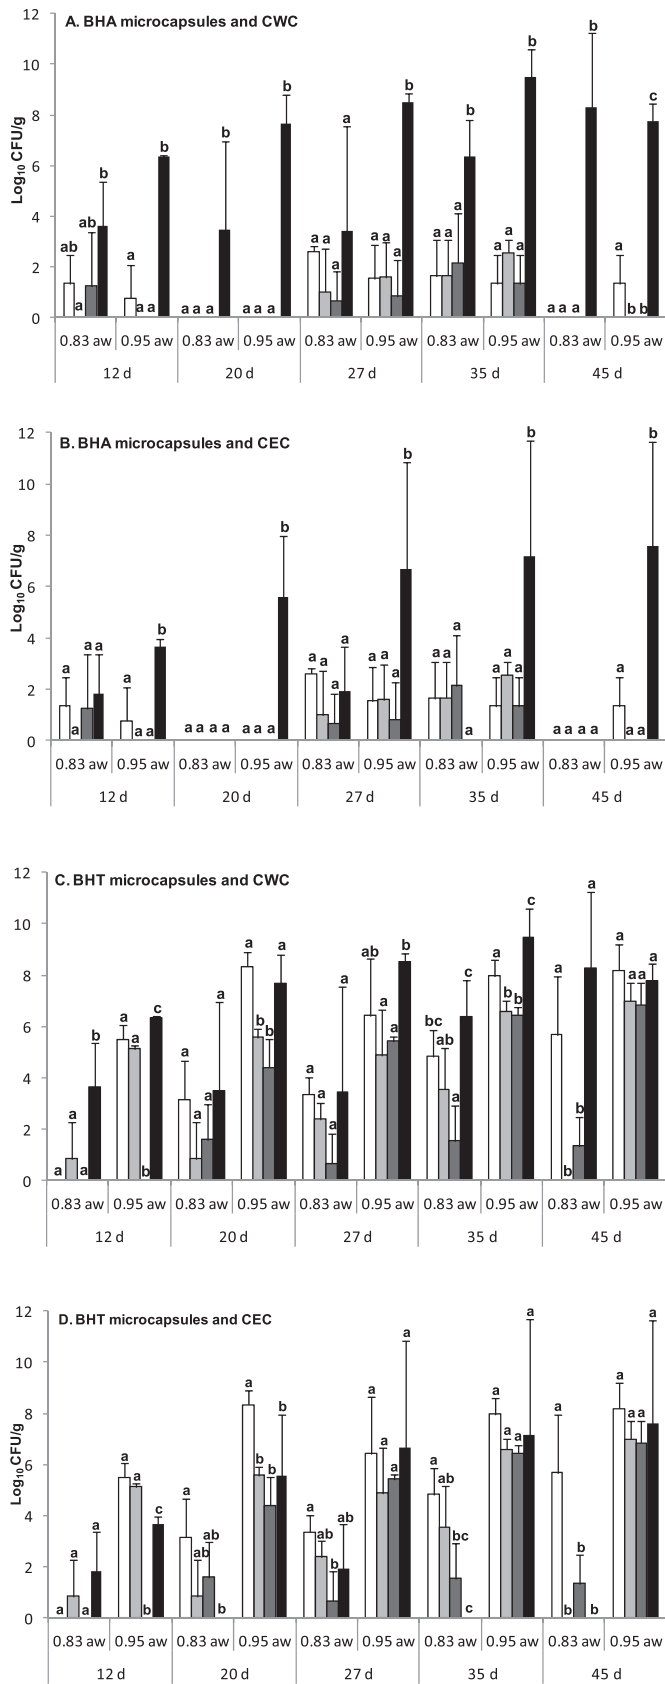 A. BHA microcapsules and CWC
Log10 CFU/g
12
10
8
6
4
2
0
ab a ab b b a a b a a a b a a a b a a a a b a a a b a a a b a a a b a a a b a b b c
0.83 aw 0.95 aw 0.83 aw 0.95 aw 0.83 aw 0.95 aw 0.83 aw 0.95 aw 0.83 aw 0.95 aw
12 d 20 d 27 d 35 d 45 d
B. BHA microcapsules and CEC
Log10 CFU/g
12
10
8
6
4
2
0
a a a a a a a b a a a a a a a b a a a a a a a b a a a a a a a b a a a a a a a b
0.83 aw 0.95 aw 0.83 aw 0.95 aw 0.83 aw 0.95 aw 0.83 aw 0.95 aw 0.83 aw 0.95 aw
12 d 20 d 27 d 35 d 45 d
C. BHT microcapsules and CWC
12
10
8
6
4
2
0
a a a b a a b c a a a a a b b a a a a a ab a a b bc ab a c a b b c a b b a a a a a
0.83 aw 0.95 aw 0.83 aw 0.95 aw 0.83 aw 0.95 aw 0.83 aw 0.95 aw 0.83 aw 0.95 aw
12 d 20 d 27 d 35 d 45 d
D. BHT microcapsules and CEC
Log10CFU/g
12
10
8
6
4
2
0
a a a a a a b c a ab ab b a b b b a ab b ab a a a a a ab bc c a a a a a b b b a a a a
0.83 aw 0.95 aw 0.83 aw 0.95 aw 0.83 aw 0.95 aw 0.83 aw 0.95 aw 0.83 aw 0.95 aw
12 d 20 d 27 d 35 d 45 d